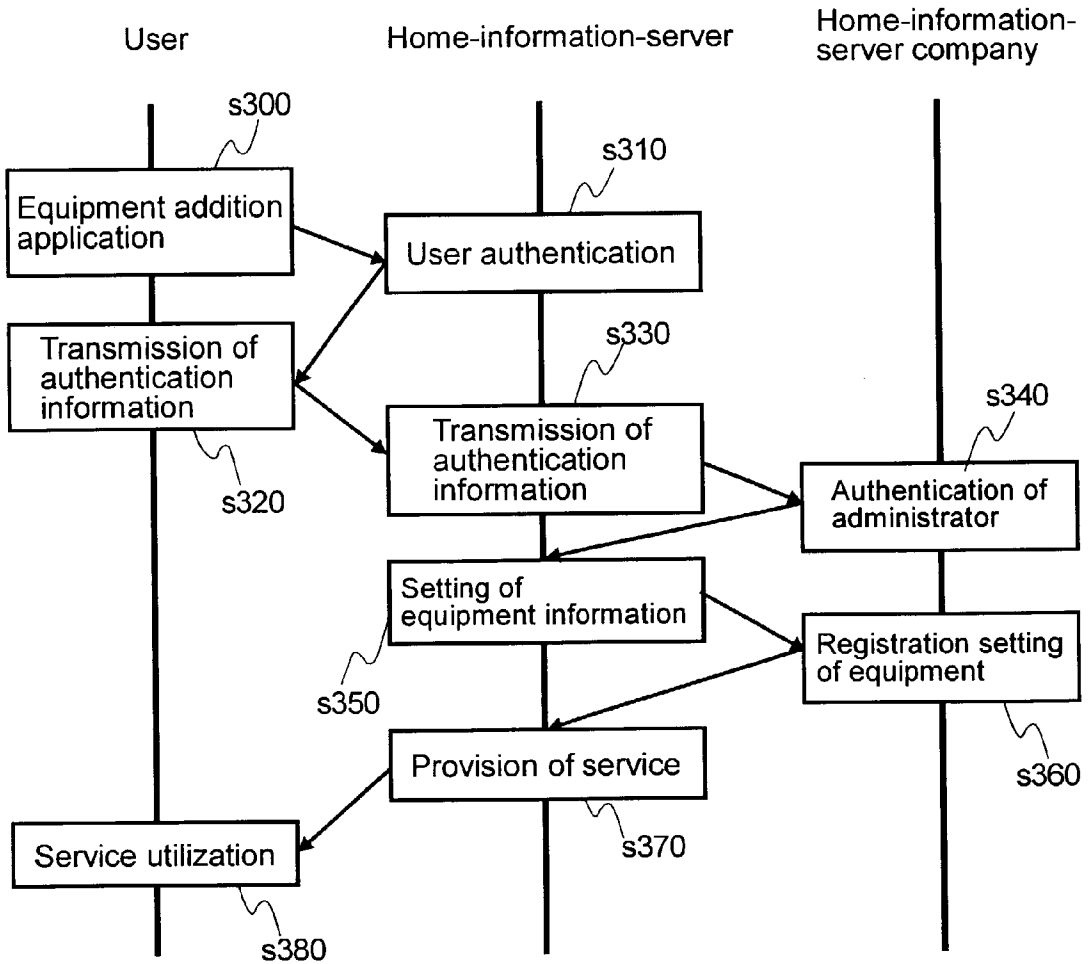 User
Home-information-server
Home-information-
server company
s300
Equipment addition
application
s310
User authentication
Transmission of
authentication
information
s320
s330
Transmission of
authentication
information
s340
Authentication of
administrator
Setting of
equipment information
s350
Registration setting
of equipment
s360
Provision of service
s370
Service utilization
s380